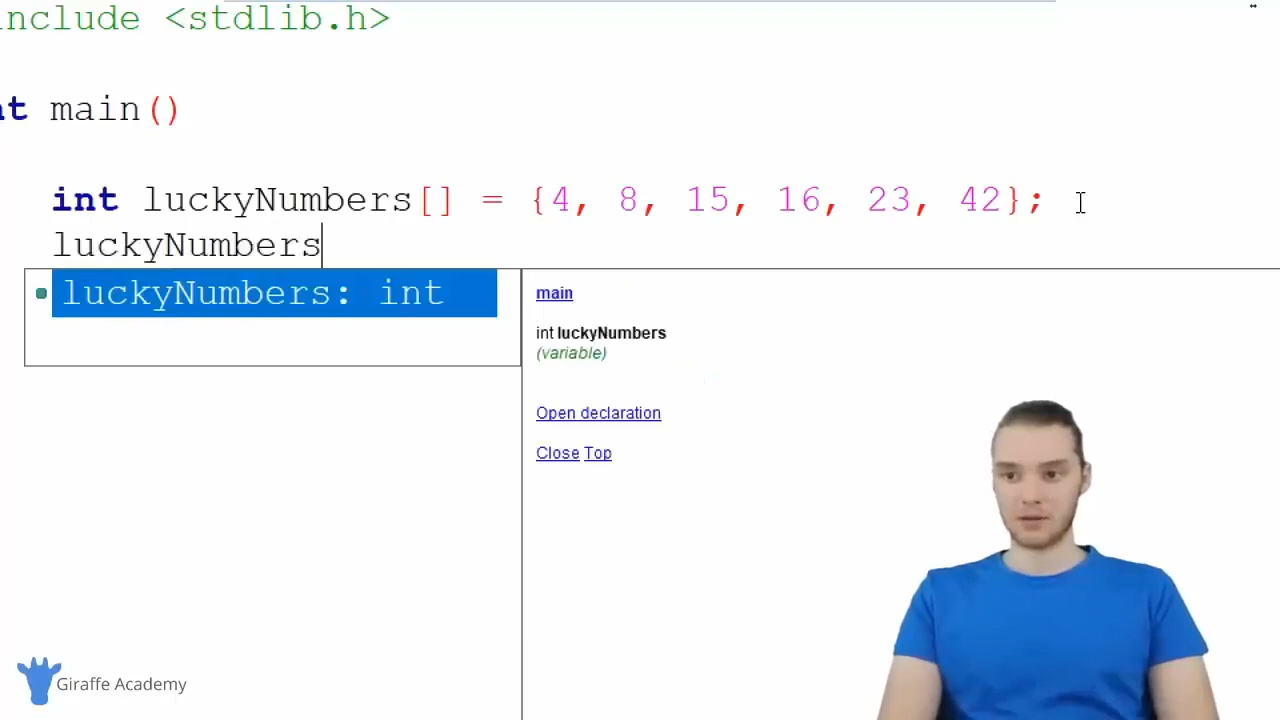 nclude <stdlib.h>
nt main()
int luckyNumbers[] = {4, 8, 15, 16, 23, 42};
luckyNumbers
luckyNumbers: int
main
int luckyNumbers
(variable)
Open declaration
Close Top
Giraffe Academy